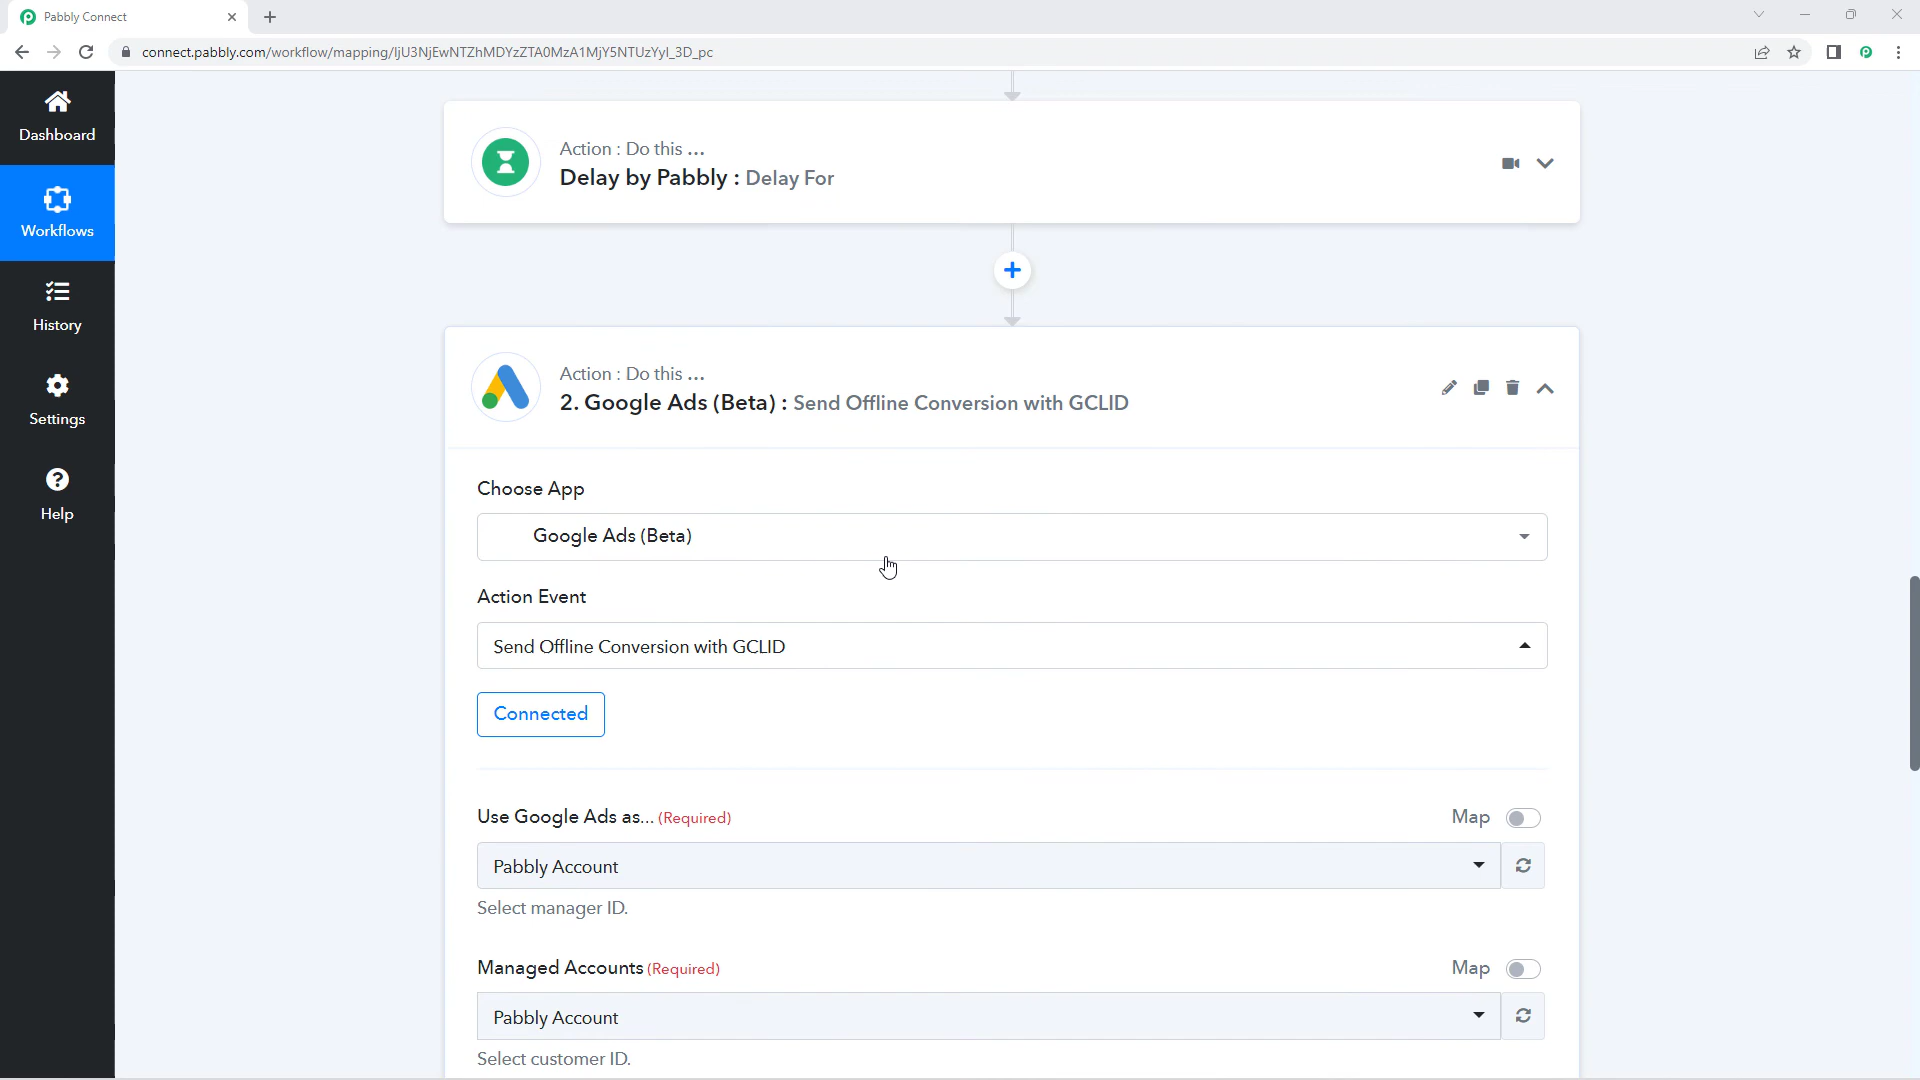 Pabbly Connect
connect.pabbly.com/workflow/mapping/IjU3NjEwNTZhMDYzZTA0MzA1MjY5NTUzYyI_3D_pc
Dashboard
Workflows
History
Settings
Help
Action : Do this ...
Delay by Pabbly : Delay For
Action : Do this ...
2. Google Ads (Beta) : Send Offline Conversion with GCLID
Choose App
Google Ads (Beta)
Action Event
Send Offline Conversion with GCLID
Connected
Use Google Ads as... (Required)
Map
Pabbly Account
Select manager ID.
Managed Accounts (Required)
Map
Pabbly Account
Select customer ID.